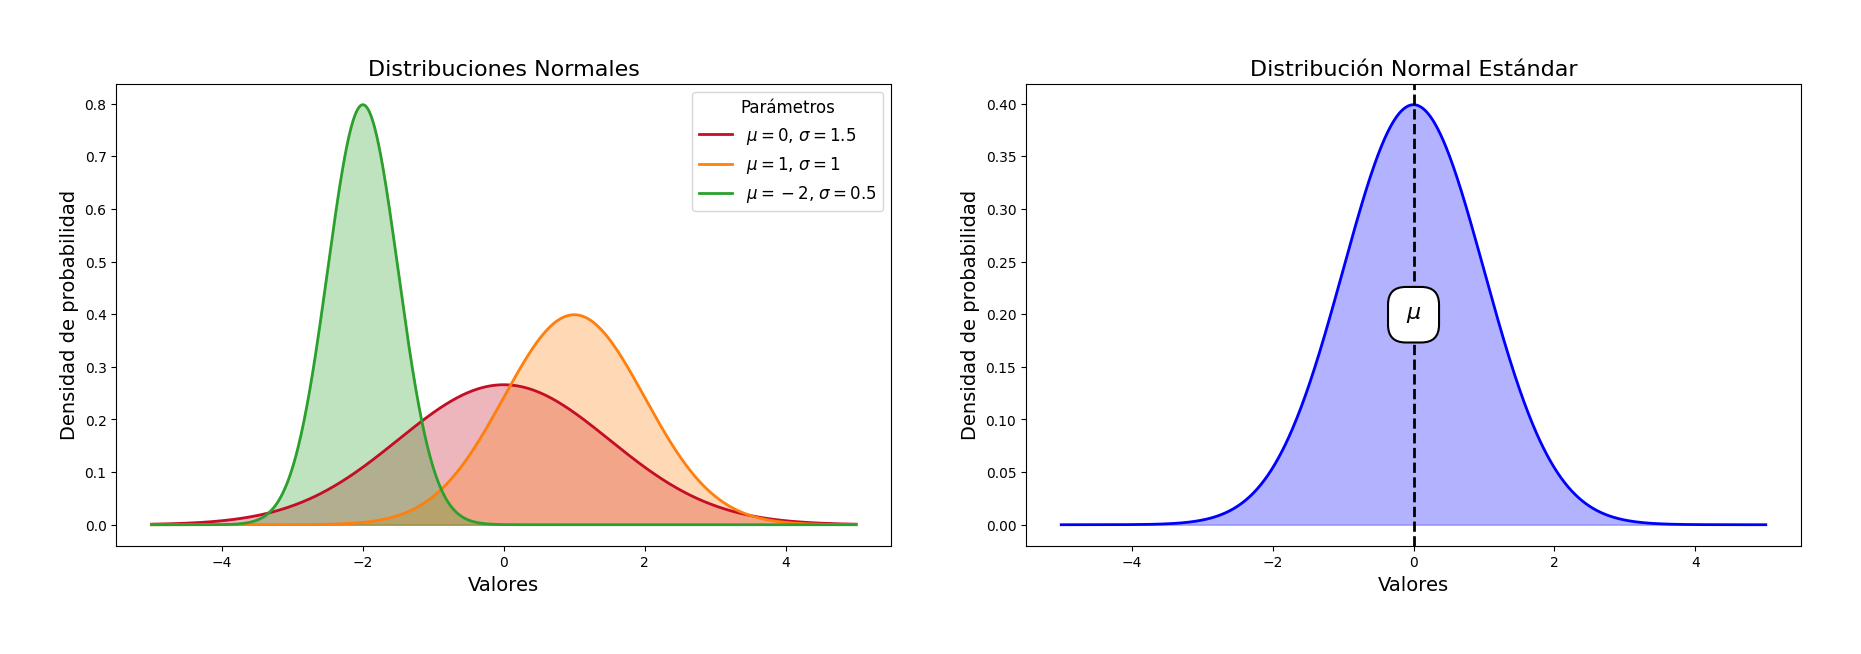 Distribuciones Normales
Densidad de probabilidad
0.8
0.7
0.6
0.5
0.4
0.3
0.2
0.1
0.0
Parámetros
μ = 0, σ = 1.5
μ = 1, σ = 1
μ = −2, σ = 0.5
−4 −2 0 2 4
Valores
Distribución Normal Estándar
Densidad de probabilidad
0.40
0.35
0.30
0.25
0.20
0.15
0.10
0.05
0.00
μ
−4 −2 0 2 4
Valores